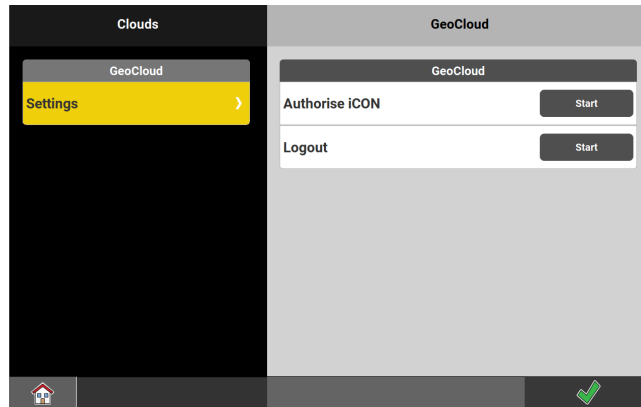 Clouds
GeoCloud
Settings
GeoCloud
GeoCloud
Authorise iCON
Start
Logout
Start